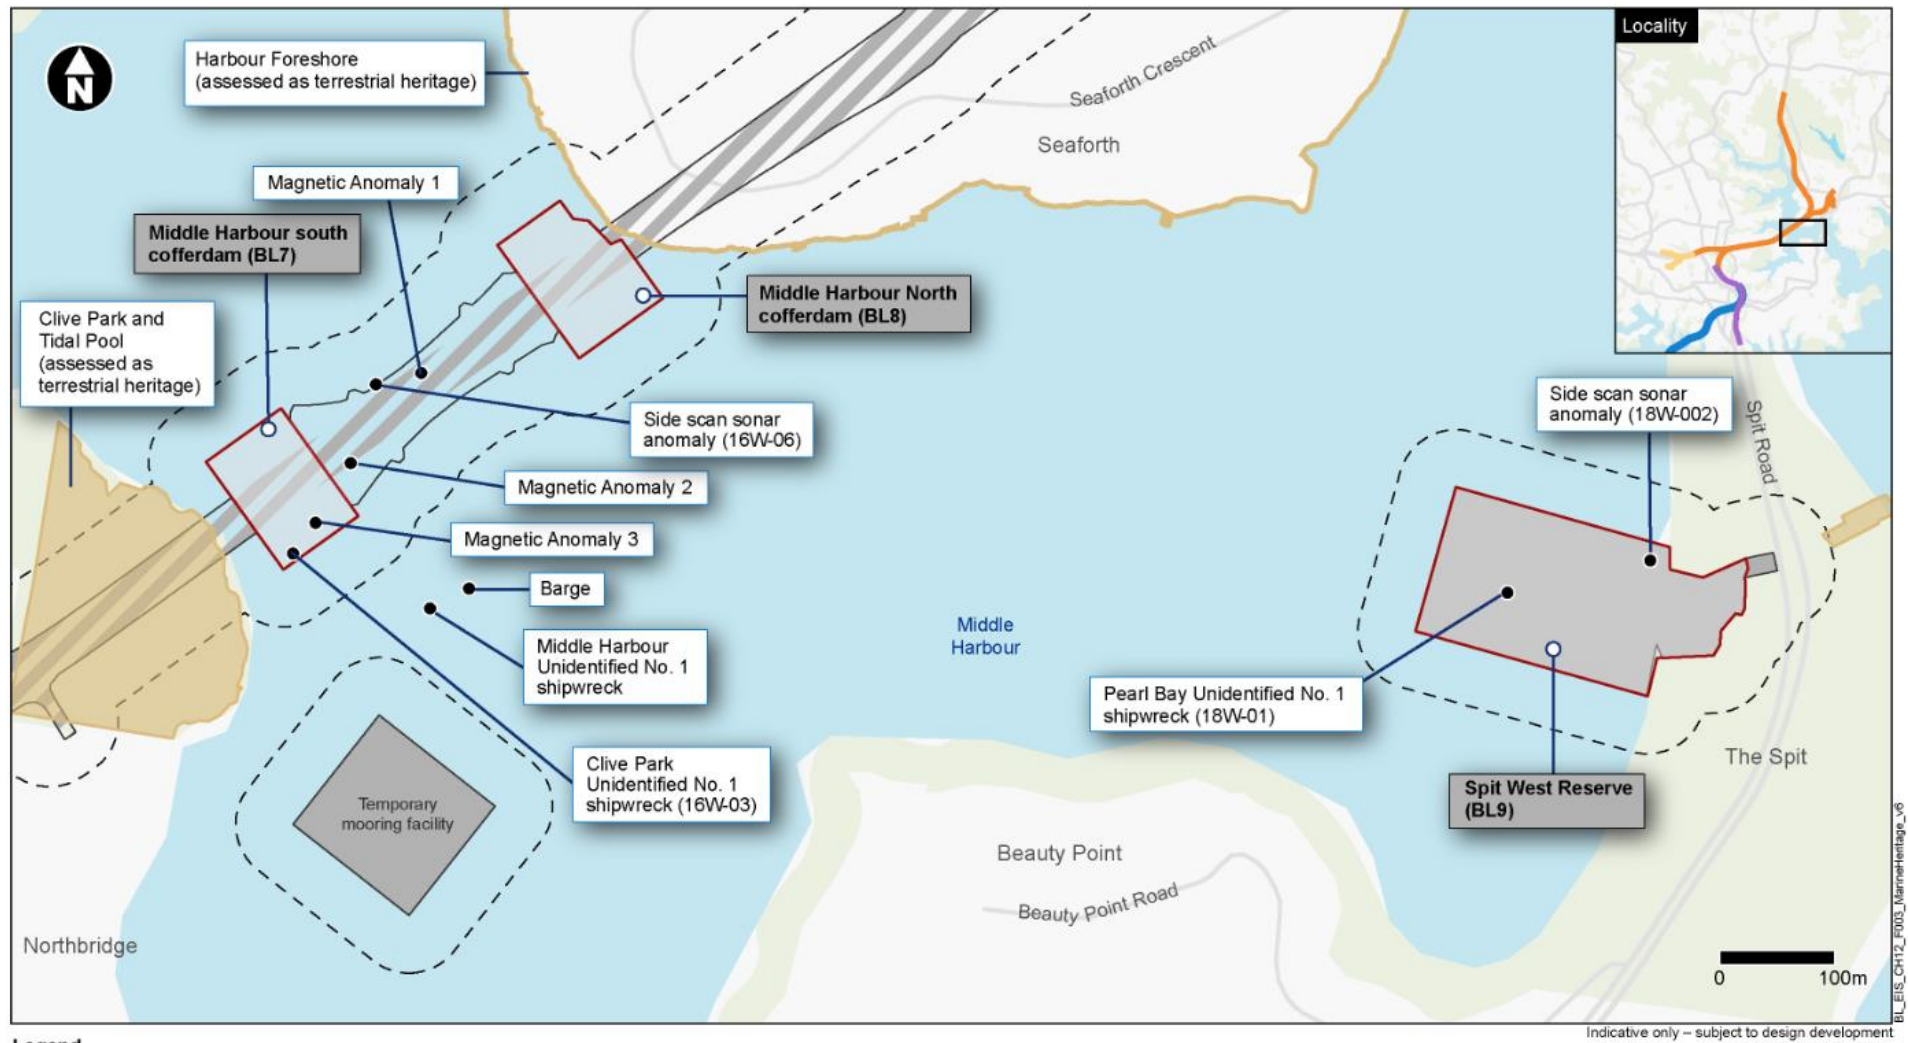 Locality
N
Harbour Foreshore
(assessed as terrestrial heritage)
Seaforth Crescent
Seaforth
Magnetic Anomaly 1
Middle Harbour south
cofferdam (BL7)
Middle Harbour North
cofferdam (BL8)
Clive Park and
Tidal Pool
(assessed as
terrestrial heritage)
Side scan sonar
anomaly (16W-06)
Side scan sonar
anomaly (18W-002)
Spit Road
Magnetic Anomaly 2
Magnetic Anomaly 3
Barge
Middle
Harbour
Middle Harbour
Unidentified No. 1
shipwreck
Pearl Bay Unidentified No. 1
shipwreck (18W-01)
Clive Park
Unidentified No. 1
shipwreck (16W-03)
The Spit
Spit West Reserve
(BL9)
Temporary
mooring facility
Beauty Point
Beauty Point Road
Northbridge
0 100m
BL_EIS_CH12_F003_MarineHeritage_v6
Indicative only – subject to design development